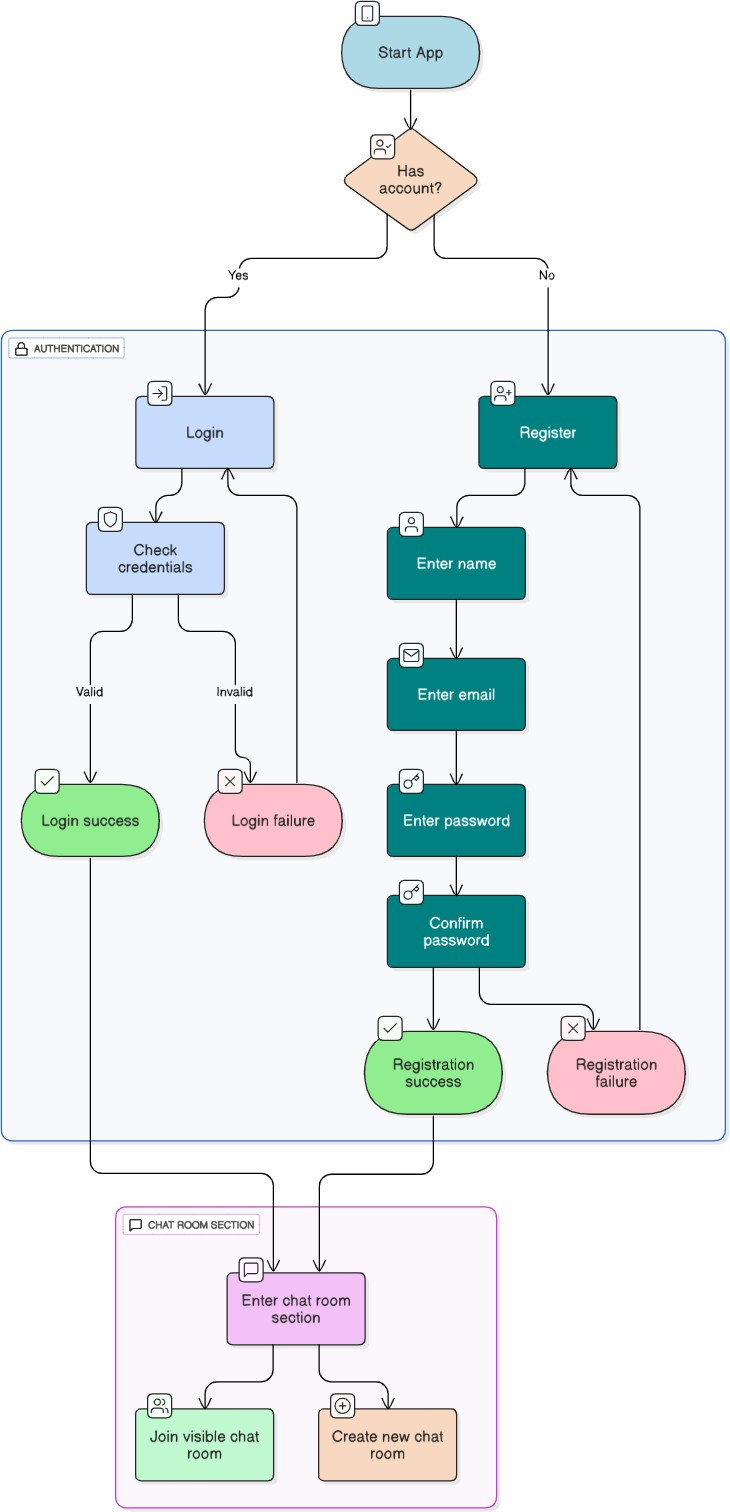 Start App
Has
account?
Yes
No
AUTHENTICATION
Login
Register
Check
credentials
Enter name
Enter email
Valid
Invalid
Login success
Login failure
Enter password
Confirm
password
Registration
success
Registration
failure
CHAT ROOM SECTION
Enter chat room
section
Join visible chat
room
Create new chat
room